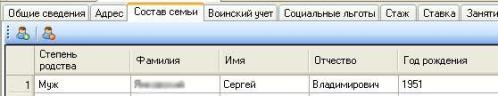 Общие сведения Адрес Состав семьи Воинский учет Социальные льготы Стаж Ставка Заняти
Степень родства Фамилия Имя Отчество Год рождения
1 Муж Сергей Владимирович 1951